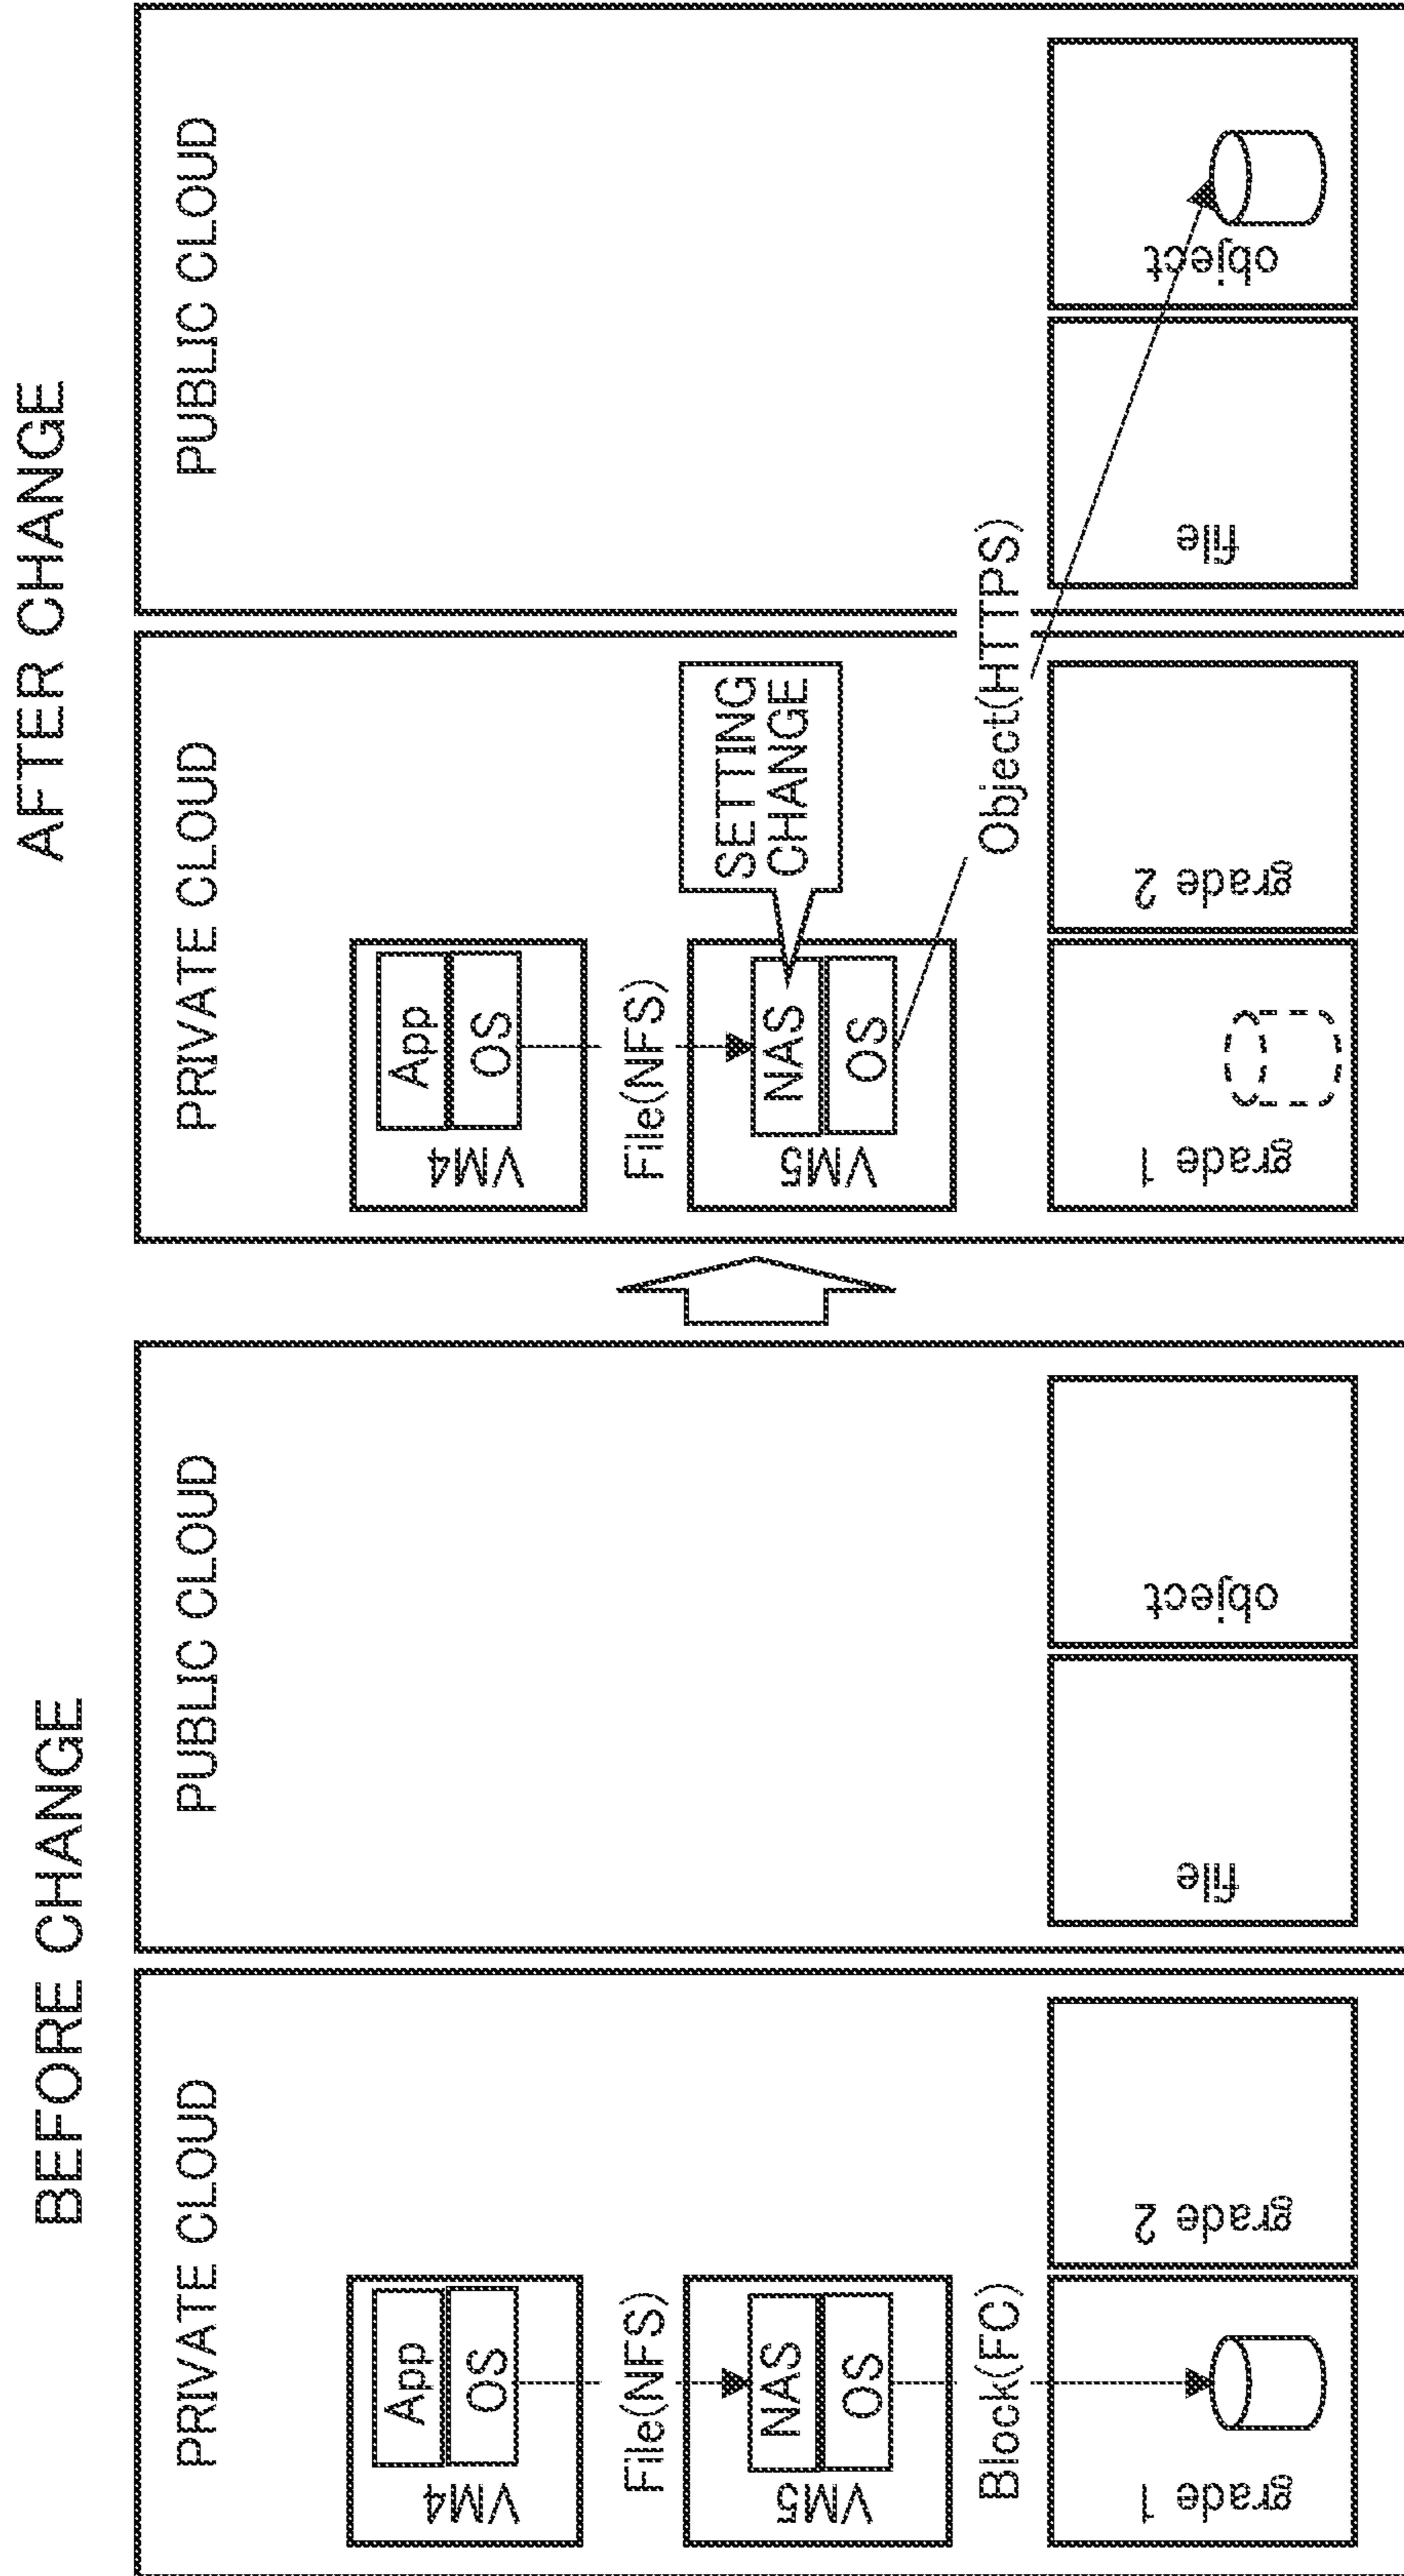 BEFORE CHANGE
PRIVATE CLOUD
VM4
App
OS
File(NFS)
VM5
NAS
OS
Block(FC)
grade 1
grade 2
PUBLIC CLOUD
file
object
AFTER CHANGE
PRIVATE CLOUD
VM4
App
OS
File(NFS)
VM5
NAS
OS
SETTING
CHANGE
Object(HTTPS)
grade 1
grade 2
PUBLIC CLOUD
file
object